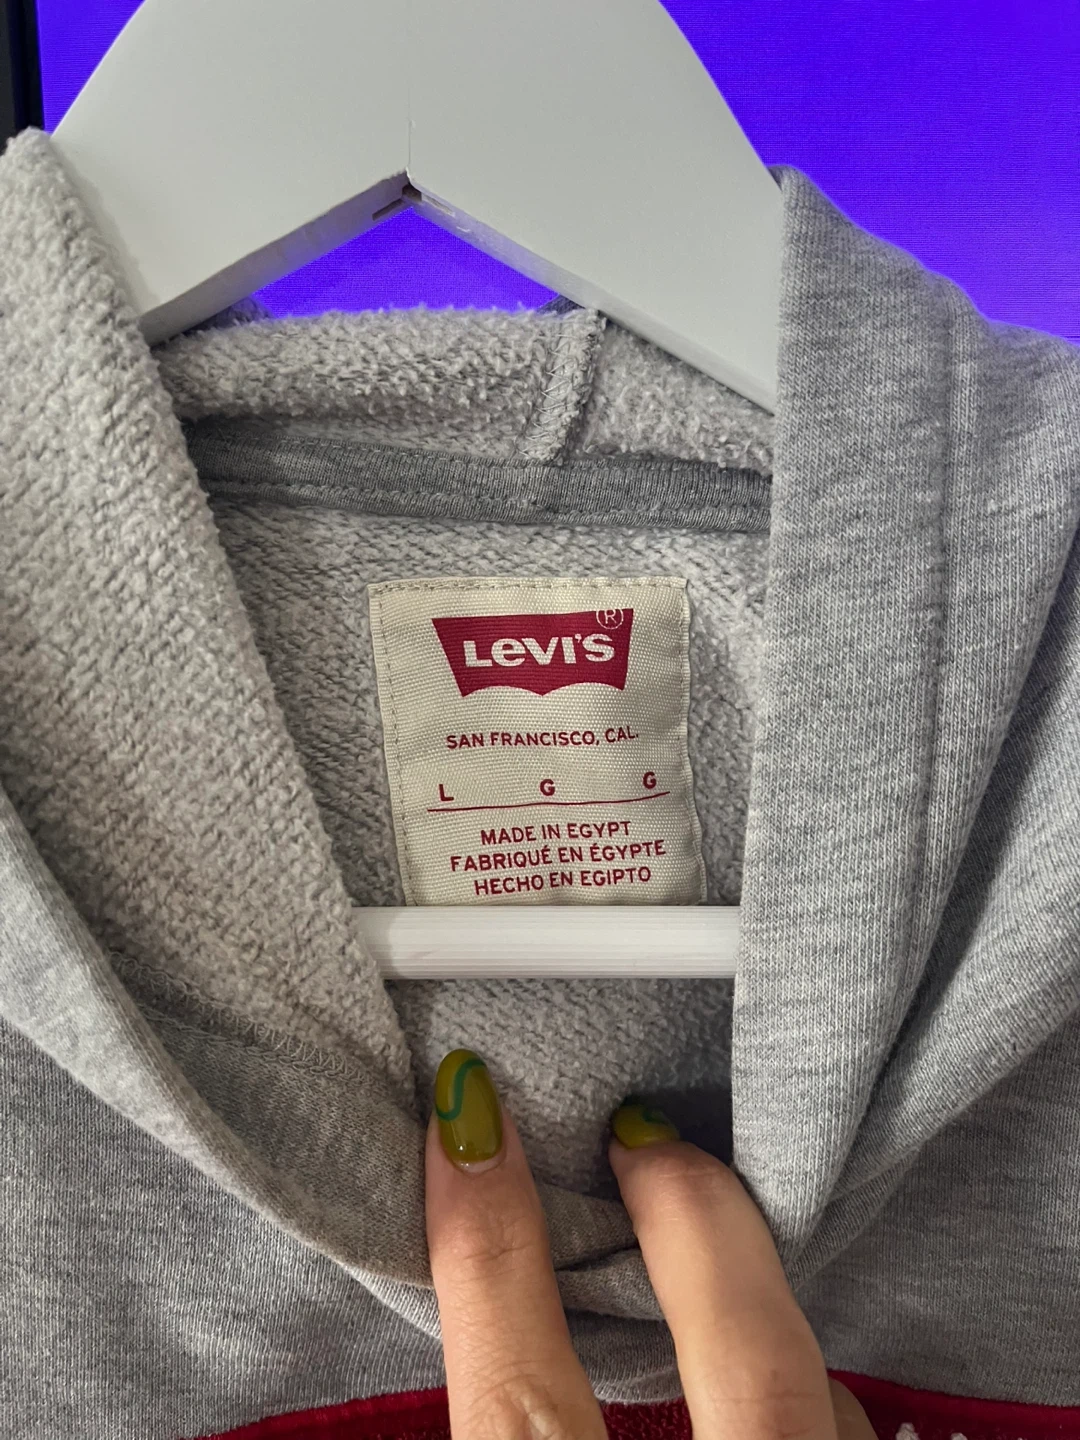 LEVI'S ®
SAN FRANCISCO, CAL.
L G G
MADE IN EGYPT
FABRIQUÉ EN ÉGYPTE
HECHO EN EGIPTO